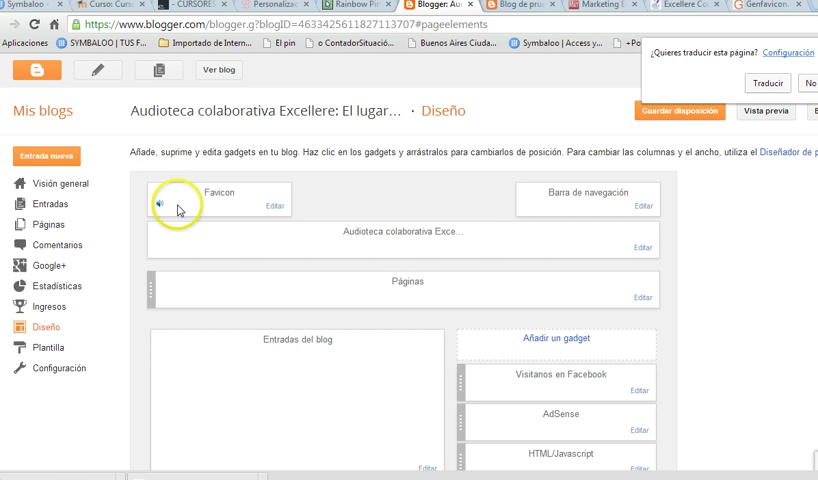 Symbaloo -
Curso: Curso:
- CURSORES
Personalizac
Rainbow Pin
Blogger: Au
Blog de prue
Marketing E
Excellere Co
Genfavicon.
https://www.blogger.com/blogger.g?blogID=4633425611827113707#pageelements
Aplicaciones
SYMBALOO | TUS F...
Importado de Intern...
El pin
o ContadorSituació...
Buenos Aires Ciuda...
Symbaloo | Access y...
+Po
¿Quieres traducir esta página? Configuración
Traducir
No
Ver blog
Mis blogs
Audioteca colaborativa Excellere: El lugar... · Diseño
Guardar disposición
Vista previa
Entrada nueva
Añade, suprime y edita gadgets en tu blog. Haz clic en los gadgets y arrástralos para cambiarlos de posición. Para cambiar las columnas y el ancho, utiliza el Diseñador de p
Visión general
Entradas
Páginas
Comentarios
Google+
Estadísticas
Ingresos
Diseño
Plantilla
Configuración
Favicon
Editar
Barra de navegación
Editar
Audioteca colaborativa Exce...
Editar
Páginas
Editar
Entradas del blog
Editar
Añadir un gadget
Visitanos en Facebook
Editar
AdSense
Editar
HTML/Javascript
Editar